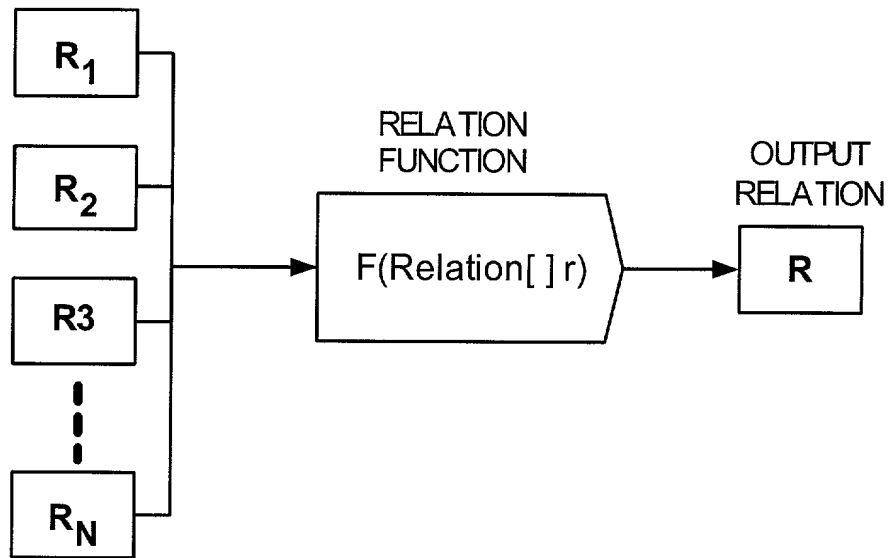 R1
R2
R3
RN
RELATION
FUNCTION
F(Relation[ ] r)
OUTPUT
RELATION
R